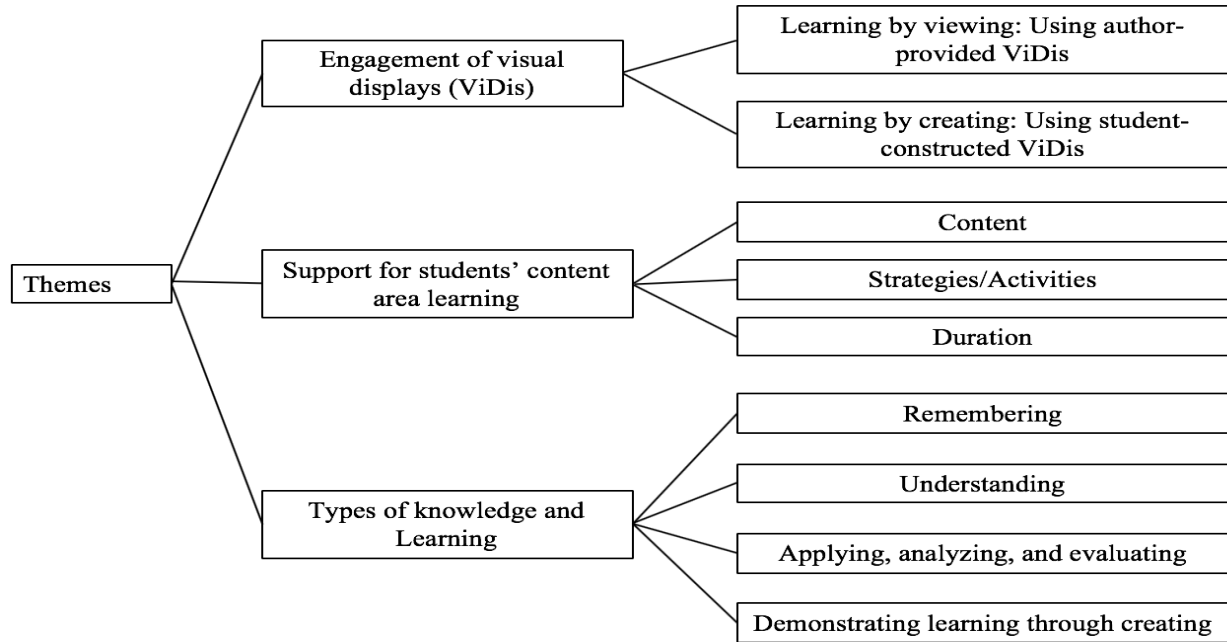 Themes
Engagement of visual
displays (ViDis)
Learning by viewing: Using author-
provided ViDis
Learning by creating: Using student-
constructed ViDis
Support for students’ content
area learning
Content
Strategies/Activities
Duration
Types of knowledge and
Learning
Remembering
Understanding
Applying, analyzing, and evaluating
Demonstrating learning through creating